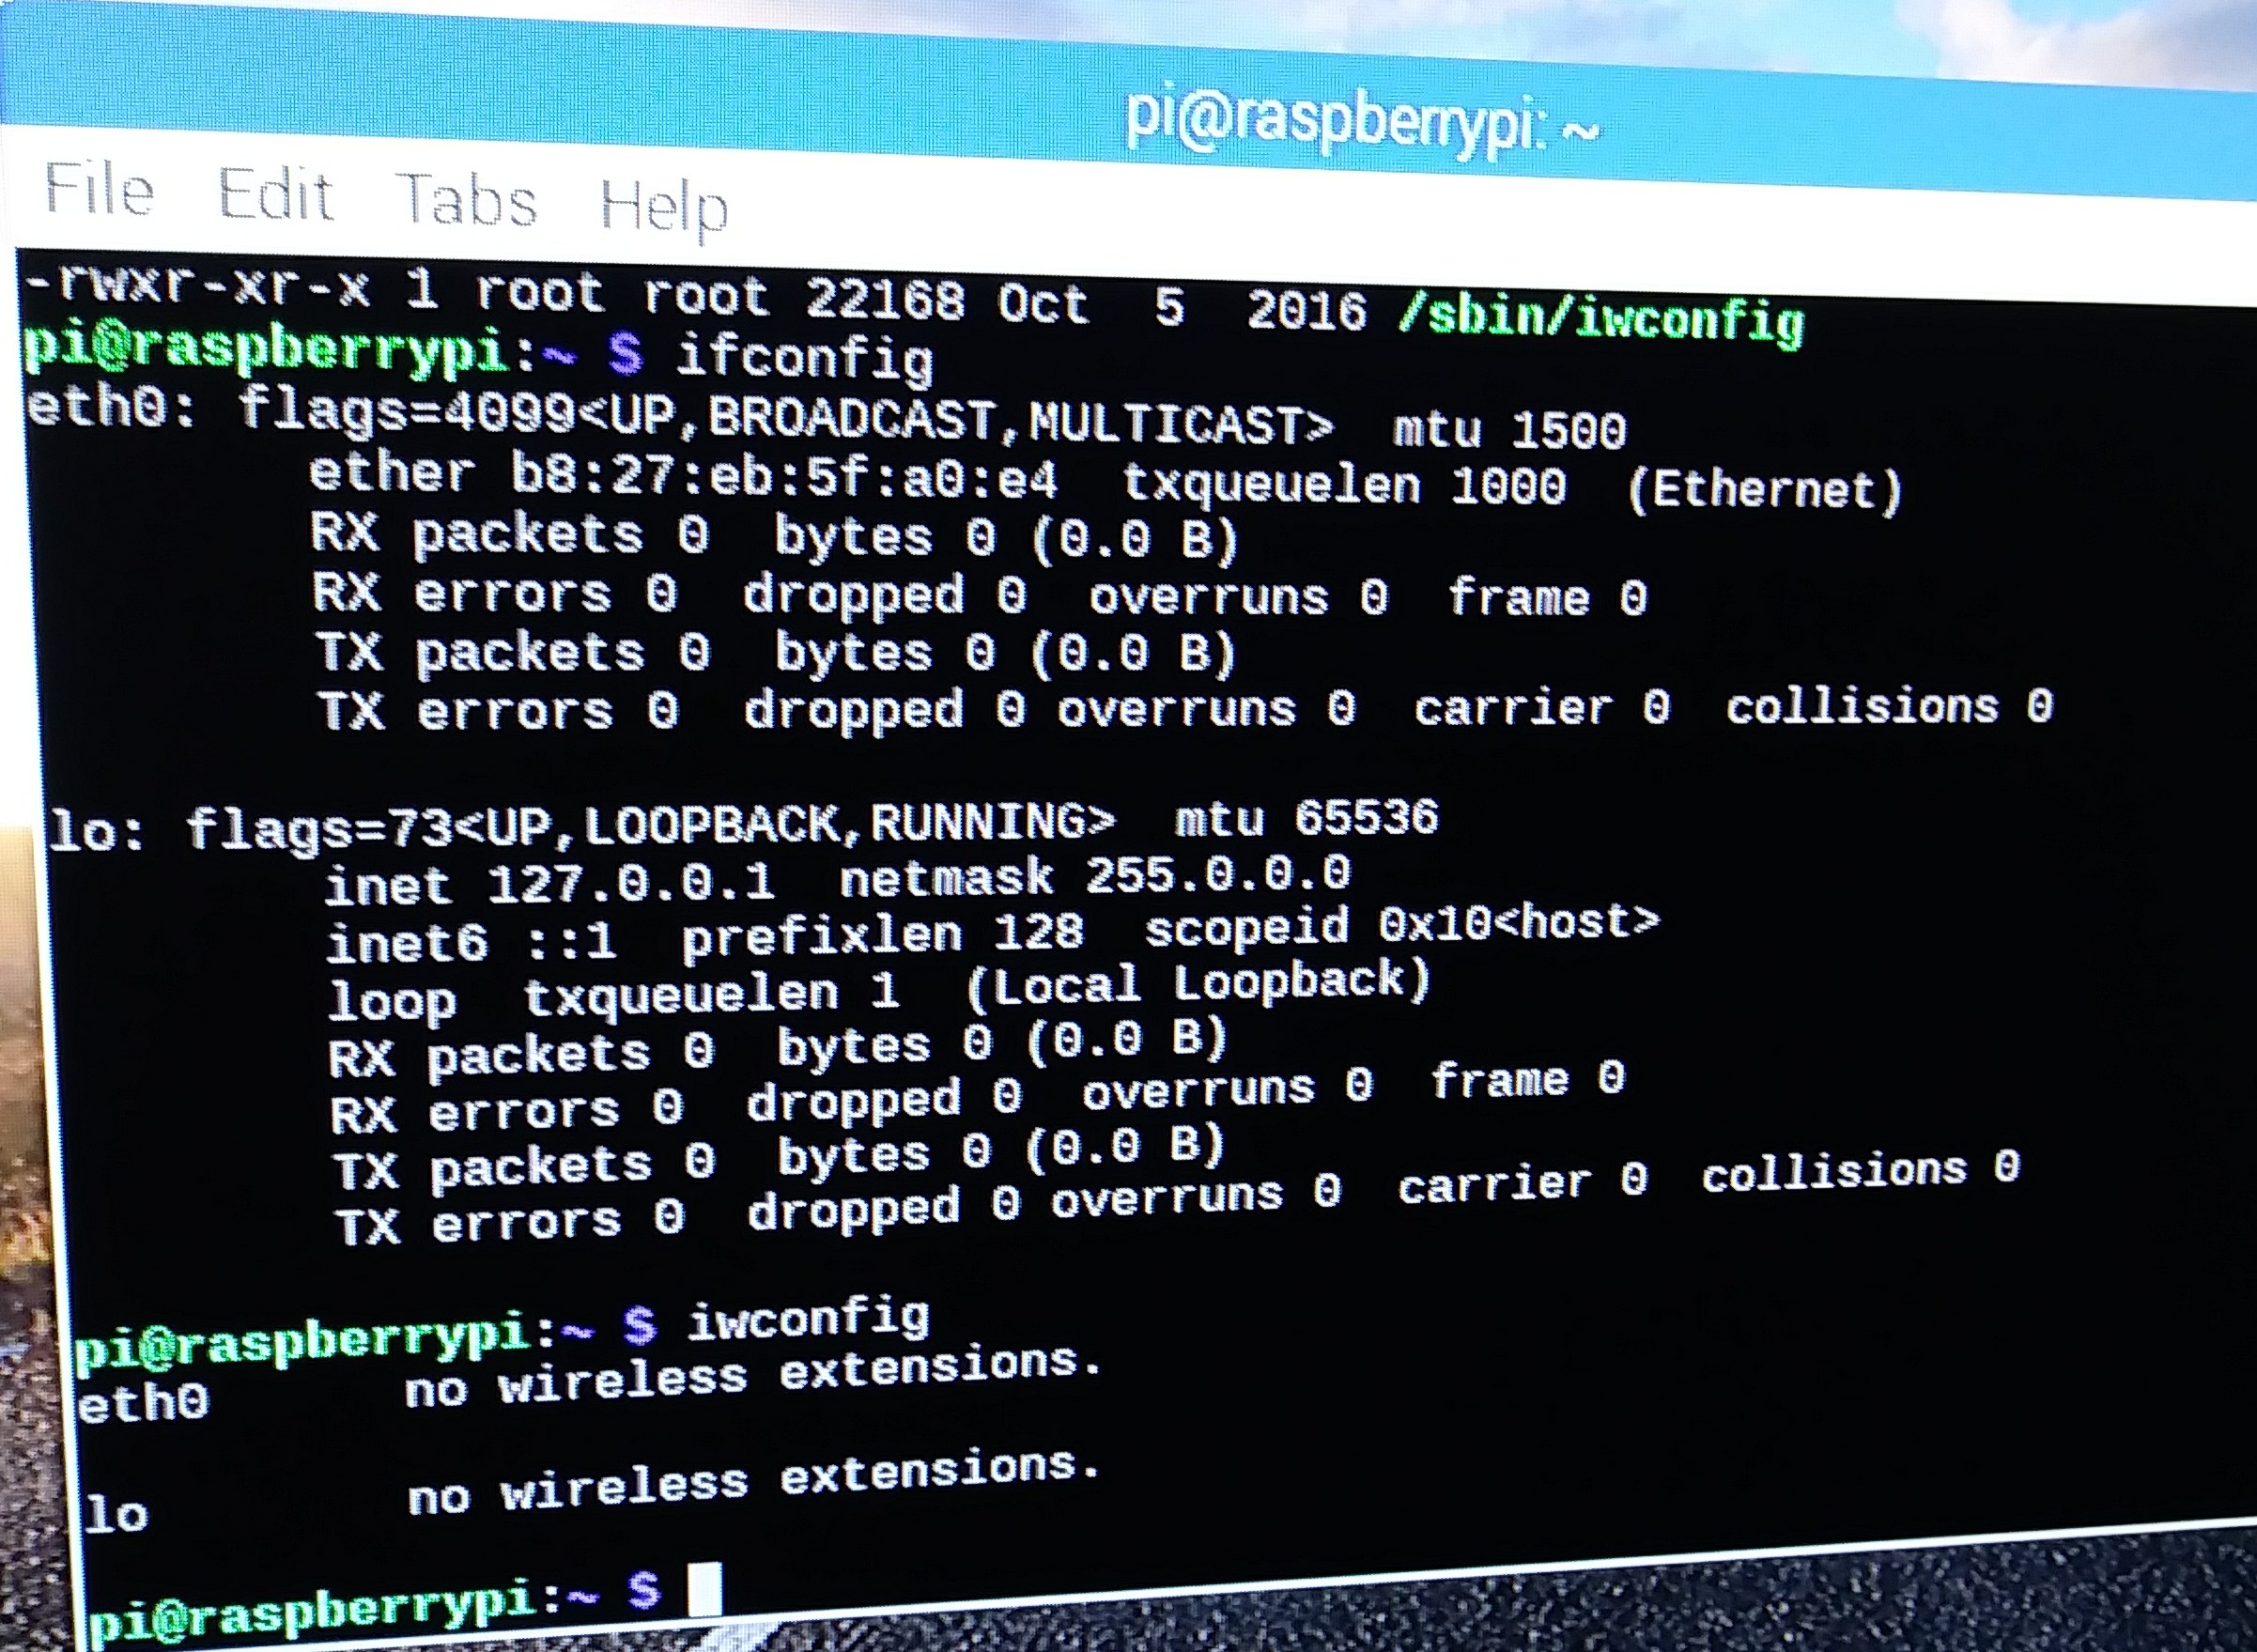 pi@raspberrypi: ~
File Edit Tabs Help
-rwxr-xr-x 1 root root 22168 Oct  5  2016 /sbin/iwconfig
pi@raspberrypi:~ $ ifconfig
eth0: flags=4099<UP,BROADCAST,MULTICAST>  mtu 1500
        ether b8:27:eb:5f:a0:e4  txqueuelen 1000  (Ethernet)
        RX packets 0  bytes 0 (0.0 B)
        RX errors 0  dropped 0  overruns 0  frame 0
        TX packets 0  bytes 0 (0.0 B)
        TX errors 0  dropped 0 overruns 0  carrier 0  collisions 0
lo: flags=73<UP,LOOPBACK,RUNNING>  mtu 65536
        inet 127.0.0.1  netmask 255.0.0.0
        inet6 ::1  prefixlen 128  scopeid 0x10<host>
        loop  txqueuelen 1  (Local Loopback)
        RX packets 0  bytes 0 (0.0 B)
        RX errors 0  dropped 0  overruns 0  frame 0
        TX packets 0  bytes 0 (0.0 B)
        TX errors 0  dropped 0 overruns 0  carrier 0  collisions 0
pi@raspberrypi:~ $ iwconfig
eth0      no wireless extensions.
lo        no wireless extensions.
pi@raspberrypi:~ $